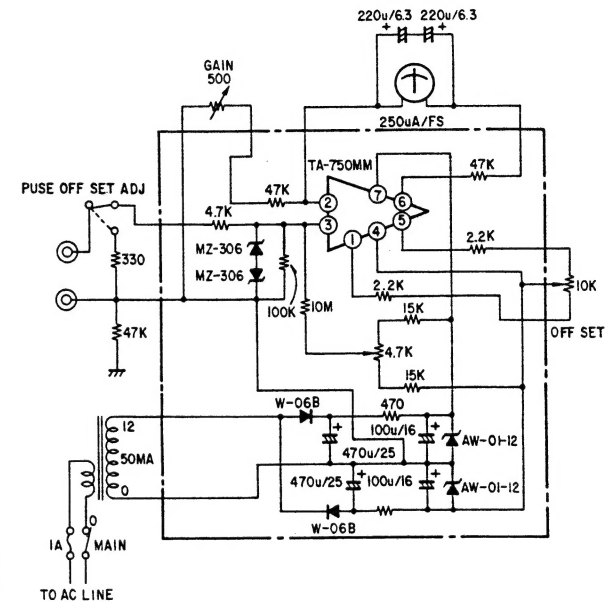 220u/6.3 220u/6.3
+ +
GAIN
500
250uA/FS
TA-750MM
47K
7
6
PUSE OFF SET ADJ
47K
2
5
4.7K
3
4
1
2.2K
MZ-306
330
MZ-306
2.2K
10K
100K
10M
15K
OFF SET
47K
4.7K
15K
W-06B
470
12
+
100u/16
+
AW-01-12
50MA
470u/25
470u/25
+
100u/16
+
AW-01-12
0
W-06B
0
1A
MAIN
TO AC LINE